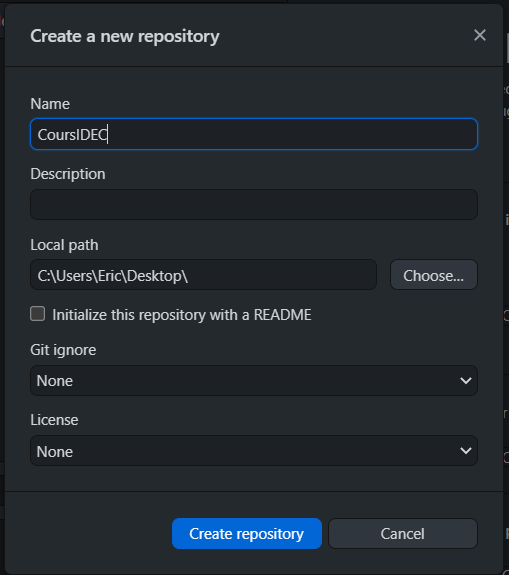 Create a new repository
Name
CoursIDEC
Description
Local path
C:\Users\Eric\Desktop\
Choose...
Initialize this repository with a README
Git ignore
None
License
None
Create repository
Cancel